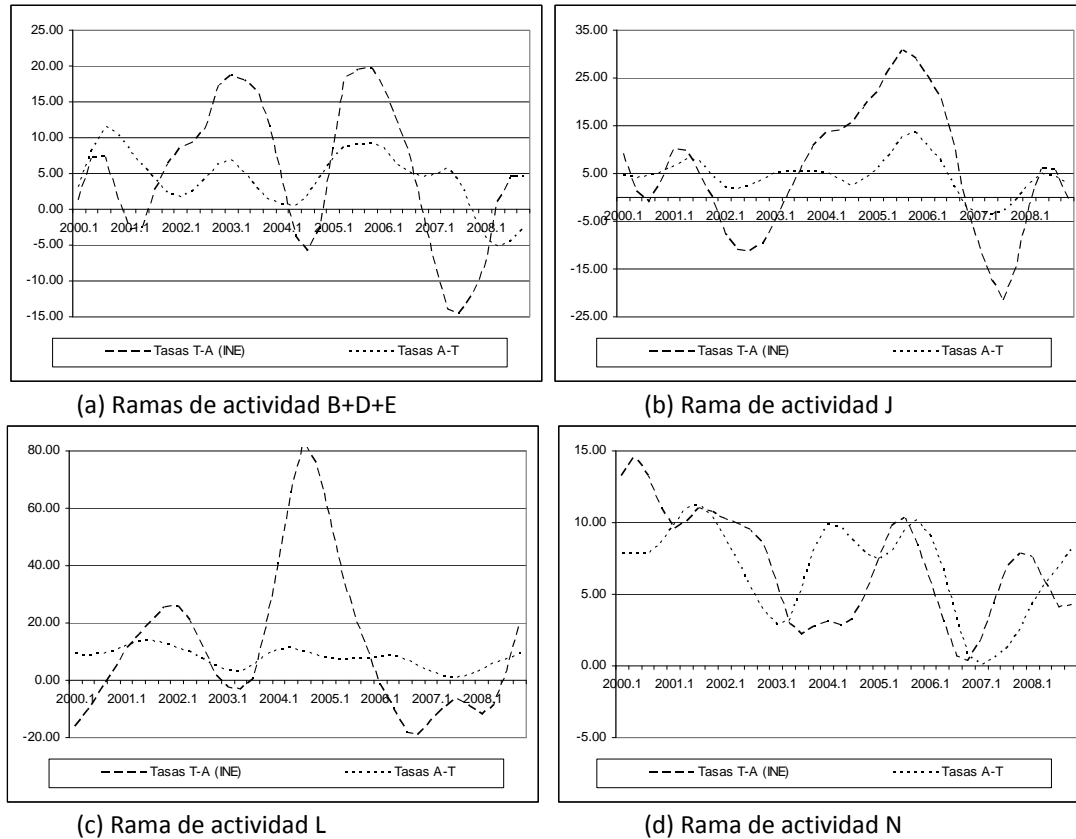 25.00
20.00
15.00
10.00
5.00
0.00
-5.00
-10.00
-15.00
2000.1 2001.1 2002.1 2003.1 2004.1 2005.1 2006.1 2007.1 2008.1
Tasas T-A (INE) Tasas A-T
(a) Ramas de actividad B+D+E
35.00
25.00
15.00
5.00
-5.00
-15.00
-25.00
2000.1 2001.1 2002.1 2003.1 2004.1 2005.1 2006.1 2007.1 2008.1
Tasas T-A (INE) Tasas A-T
(b) Rama de actividad J
80.00
60.00
40.00
20.00
0.00
-20.00
2000.1 2001.1 2002.1 2003.1 2004.1 2005.1 2006.1 2007.1 2008.1
Tasas T-A (INE) Tasas A-T
(c) Rama de actividad L
15.00
10.00
5.00
0.00
-5.00
2000.1 2001.1 2002.1 2003.1 2004.1 2005.1 2006.1 2007.1 2008.1
Tasas T-A (INE) Tasas A-T
(d) Rama de actividad N